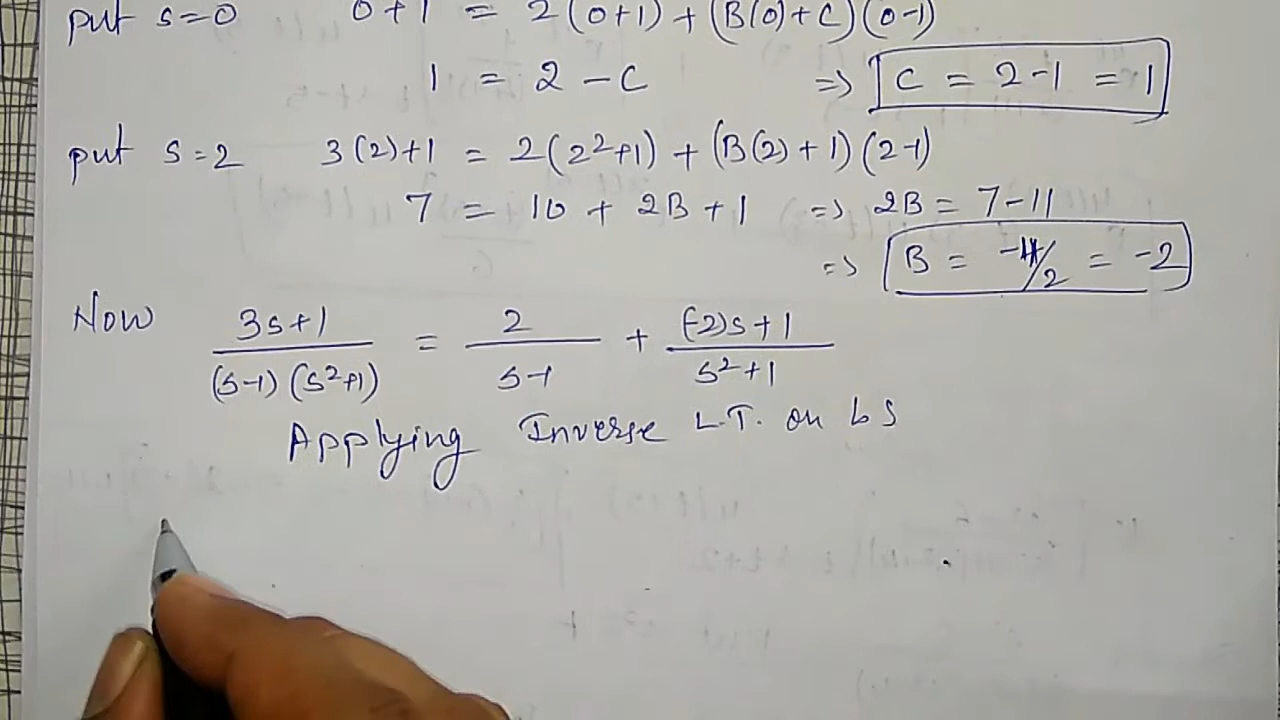 put s=0 0+1 = 2(0+1) + (B(0)+C)(0-1)
1 = 2 - C => C = 2-1 = 1
put s=2 3(2)+1 = 2(2²+1) + (B(2)+1)(2-1)
7 = 10 + 2B + 1 => 2B = 7-11
=> B = -4/2 = -2
Now 3s+1/(s-1)(s²+1) = 2/s-1 + (-2)s+1/s²+1
Applying Inverse L.T. on b S